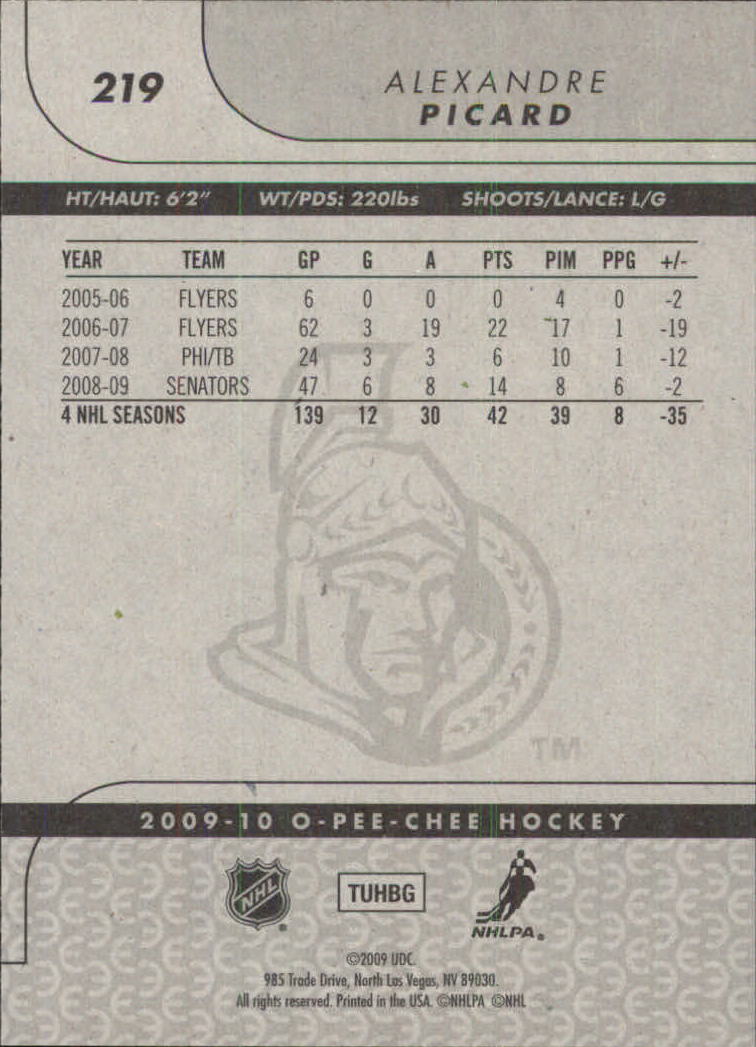 219
ALEXANDRE
PICARD
HT/HAUT: 6'2" WT/PDS: 220lbs SHOOTS/LANCE: L/G
YEAR TEAM GP G A PTS PIM PPG +/-
2005-06 FLYERS 6 0 0 0 4 0 -2
2006-07 FLYERS 62 3 19 22 17 1 -19
2007-08 PHI/TB 24 3 3 6 10 1 -12
2008-09 SENATORS 47 6 8 14 8 6 -2
4 NHL SEASONS 139 12 30 42 39 8 -35
TM
2009-10 O-PEE-CHEE HOCKEY
NHL
TUHBG
NHLPA®
©2009 UDC.
985 Trade Drive, North Las Vegas, NV 89030.
All rights reserved. Printed in the USA. ©NHLPA ©NHL